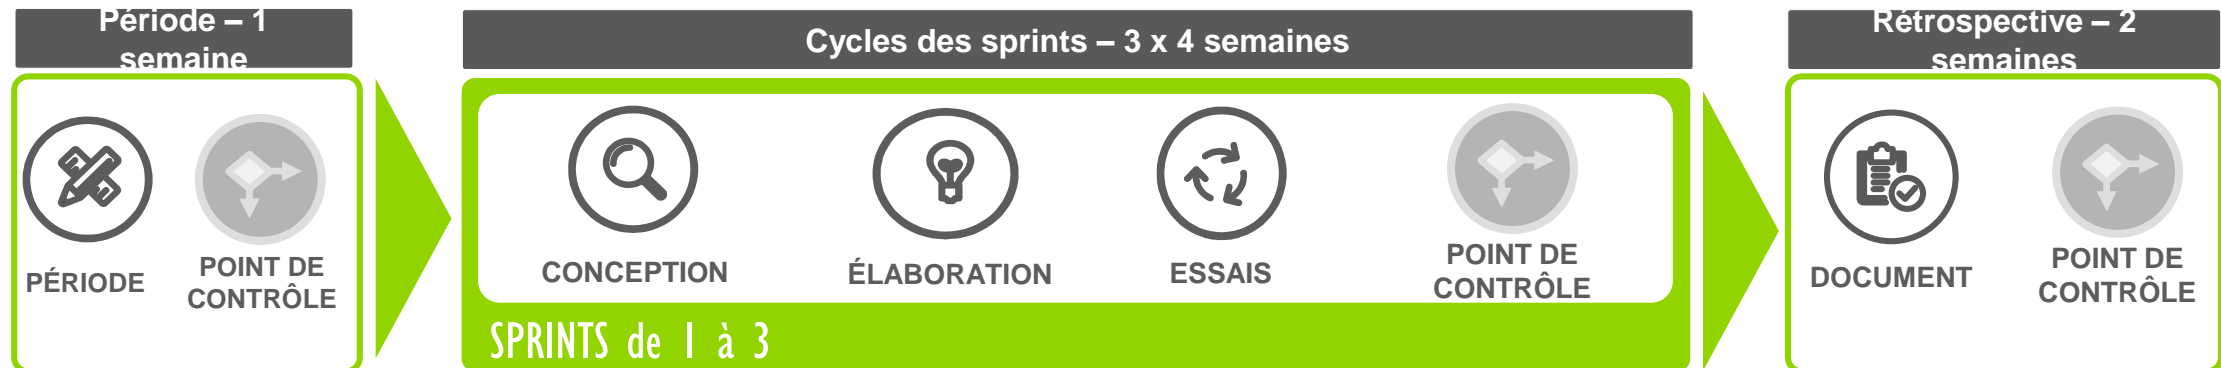 Période – 1
semaine
Cycles des sprints – 3 x 4 semaines
Rétrospective – 2
semaines
PÉRIODE
POINT DE
CONTRÔLE
CONCEPTION
ÉLABORATION
ESSAIS
POINT DE
CONTRÔLE
DOCUMENT
POINT DE
CONTRÔLE
SPRINTS de 1 à 3